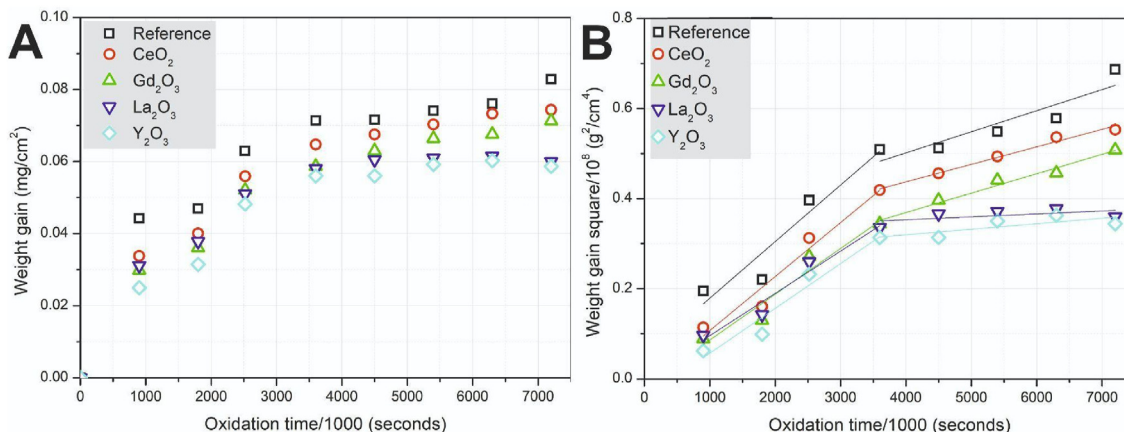 A
Weight gain (mg/cm²)
0.10
0.08
0.06
0.04
0.02
0.00
Reference
CeO₂
Gd₂O₃
La₂O₃
Y₂O₃
0 1000 2000 3000 4000 5000 6000 7000
Oxidation time/1000 (seconds)
B
Weight gain square/10⁸ (g²/cm⁴)
0.8
0.6
0.4
0.2
0.0
Reference
CeO₂
Gd₂O₃
La₂O₃
Y₂O₃
1000 2000 3000 4000 5000 6000 7000
Oxidation time/1000 (seconds)